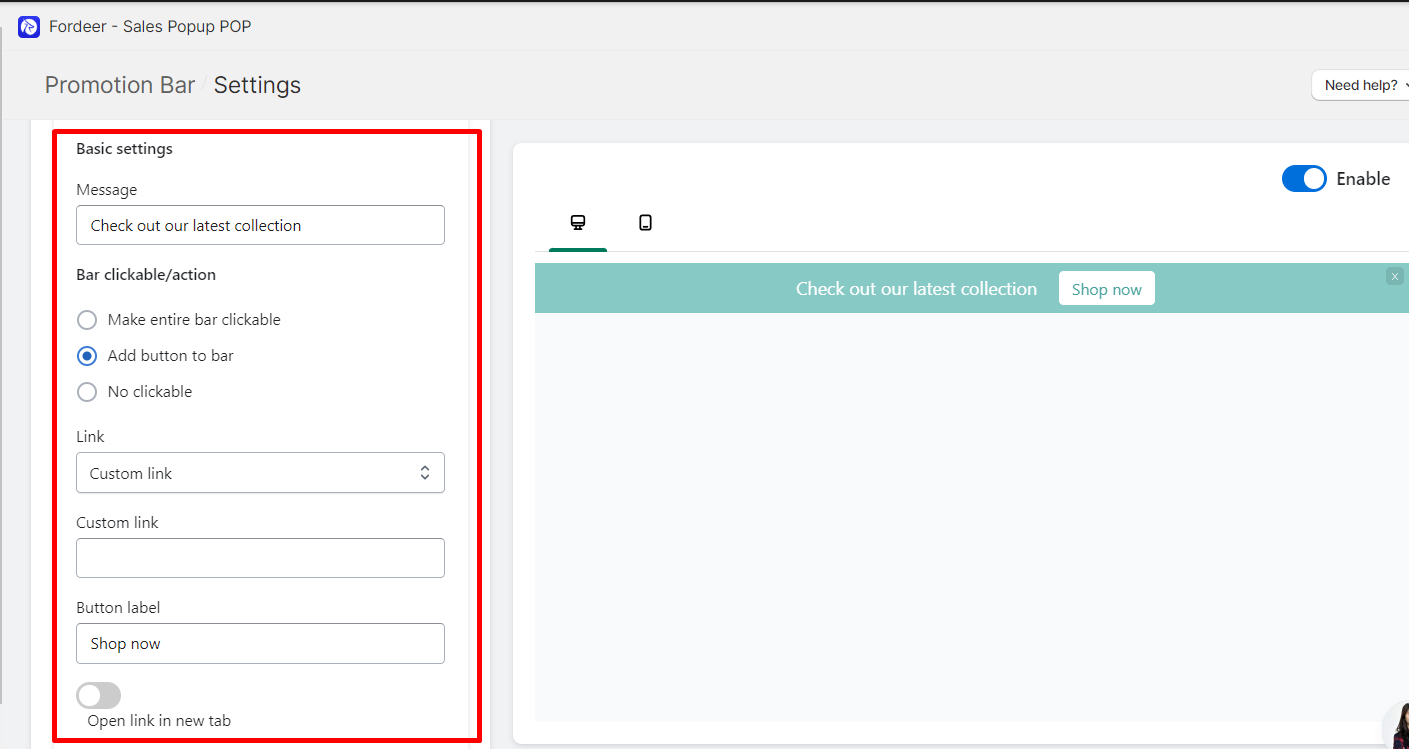 Fordeer - Sales Popup POP
Promotion Bar / Settings
Need help?
Basic settings
Message
Check out our latest collection
Bar clickable/action
Make entire bar clickable
Add button to bar
No clickable
Link
Custom link
Custom link
Button label
Shop now
Open link in new tab
Enable
Check out our latest collection Shop now x